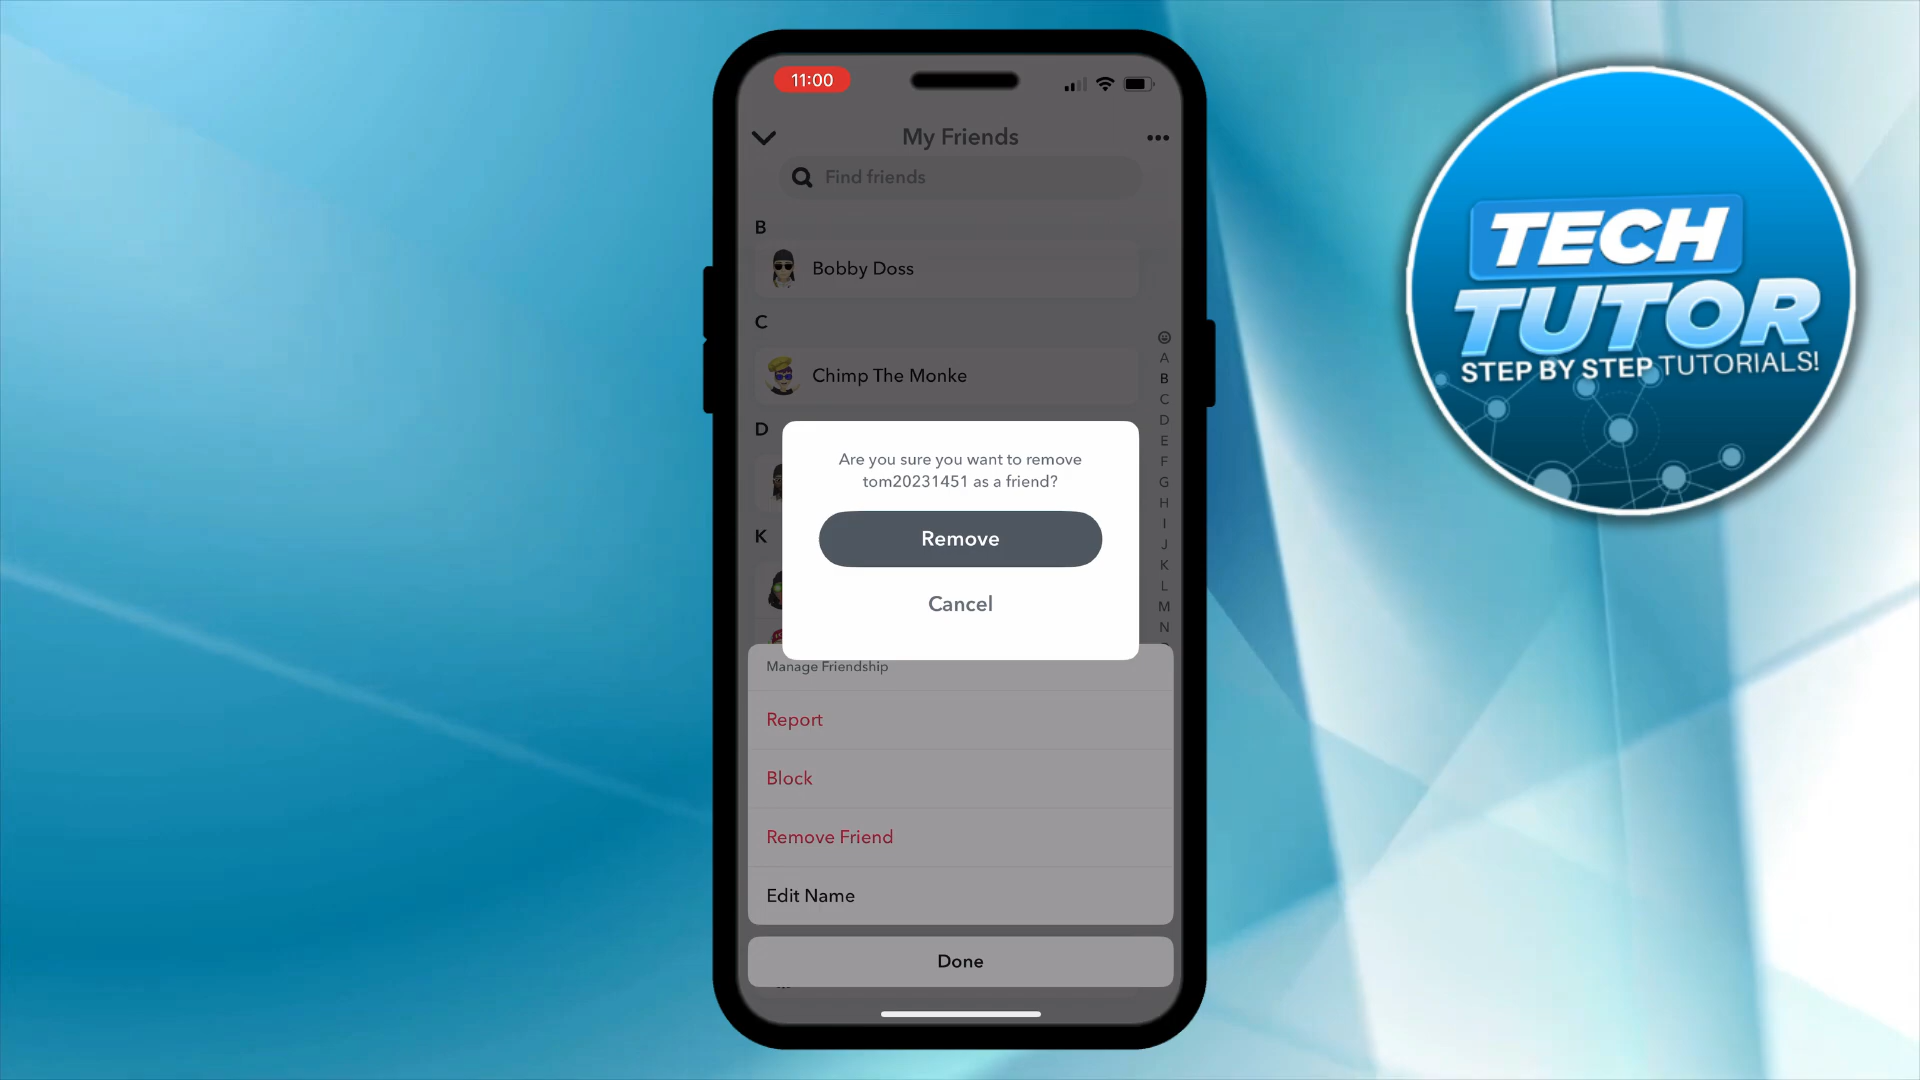 11:00
My Friends
Find friends
B
Bobby Doss
C
Chimp The Monke
D
K
Are you sure you want to remove
tom20231451 as a friend?
Remove
Cancel
Manage Friendship
Report
Block
Remove Friend
Edit Name
Done
A
B
C
D
E
F
G
H
I
J
K
L
M
N
TECH
TUTOR
STEP BY STEP TUTORIALS!